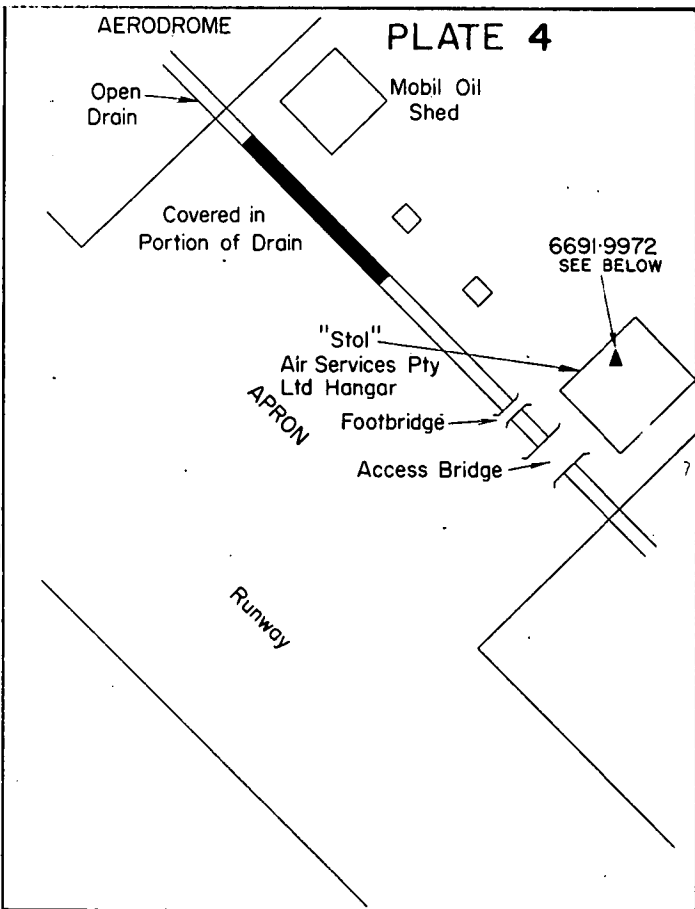 AERODROME
PLATE 4
Open
Drain
Mobil Oil
Shed
Covered in
Portion of Drain
6691·9972
SEE BELOW
"Stol"
Air Services Pty
Ltd Hangar
APRON
Footbridge
Access Bridge
?
Runway